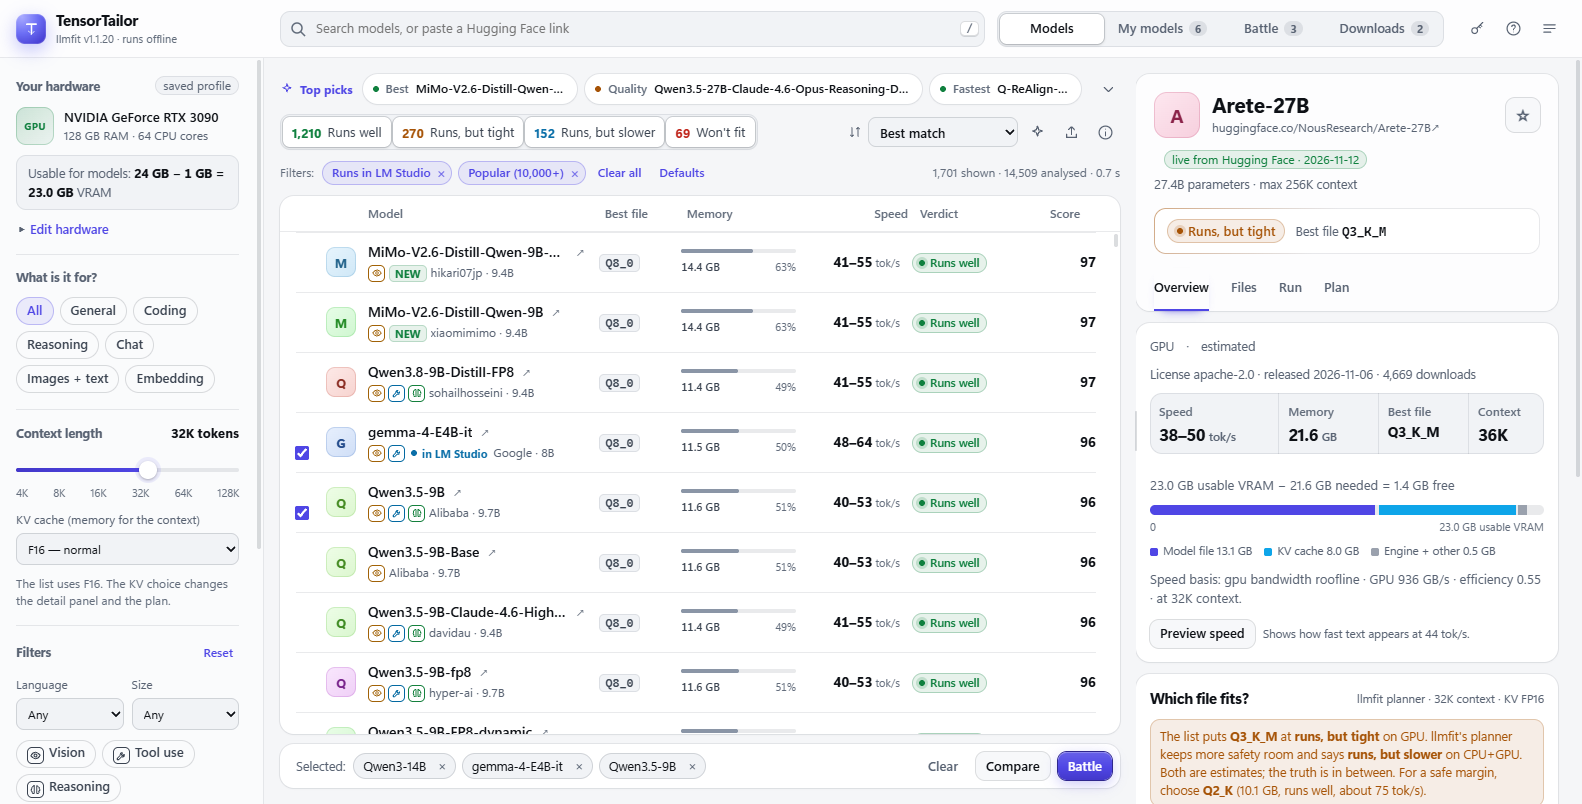 TensorTailor
llmfit v1.1.20 · runs offline
Search models, or paste a Hugging Face link
/
Models
My models 6
Battle 3
Downloads 2
Your hardware
saved profile
GPU
NVIDIA GeForce RTX 3090
128 GB RAM · 64 CPU cores
Usable for models: 24 GB − 1 GB =
23.0 GB VRAM
▸ Edit hardware
What is it for?
All
General
Coding
Reasoning
Chat
Images + text
Embedding
Context length
32K tokens
4K 8K 16K 32K 64K 128K
KV cache (memory for the context)
F16 — normal
The list uses F16. The KV choice changes
the detail panel and the plan.
Filters
Reset
Language
Size
Any
Any
Vision
Tool use
Reasoning
Top picks
Best MiMo-V2.6-Distill-Qwen-...
Quality Qwen3.5-27B-Claude-4.6-Opus-Reasoning-D...
Fastest Q-ReAlign-...
1,210 Runs well
270 Runs, but tight
152 Runs, but slower
69 Won't fit
Best match
Filters:
Runs in LM Studio ×
Popular (10,000+) ×
Clear all
Defaults
1,701 shown · 14,509 analysed · 0.7 s
Model Best file Memory Speed Verdict Score
M
MiMo-V2.6-Distill-Qwen-9B-... ↗
NEW hikari07jp · 9.4B
Q8_0
14.4 GB 63%
41–55 tok/s
Runs well
97
M
MiMo-V2.6-Distill-Qwen-9B ↗
NEW xiaomimimo · 9.4B
Q8_0
14.4 GB 63%
41–55 tok/s
Runs well
97
Q
Qwen3.8-9B-Distill-FP8 ↗
sohailhosseini · 9.4B
Q8_0
11.4 GB 49%
41–55 tok/s
Runs well
97
G
gemma-4-E4B-it ↗
in LM Studio Google · 8B
Q8_0
11.5 GB 50%
48–64 tok/s
Runs well
96
Q
Qwen3.5-9B ↗
Alibaba · 9.7B
Q8_0
11.6 GB 51%
40–53 tok/s
Runs well
96
Q
Qwen3.5-9B-Base ↗
Alibaba · 9.7B
Q8_0
11.6 GB 51%
40–53 tok/s
Runs well
96
Q
Qwen3.5-9B-Claude-4.6-High... ↗
davidau · 9.4B
Q8_0
11.4 GB 49%
41–55 tok/s
Runs well
96
Q
Qwen3.5-9B-fp8 ↗
hyper-ai · 9.7B
Q8_0
11.6 GB 51%
40–53 tok/s
Runs well
96
Qwen3.5-9B-FP8-dynamic
Selected:
Qwen3-14B ×
gemma-4-E4B-it ×
Qwen3.5-9B ×
Clear
Compare
Battle
A
Arete-27B
huggingface.co/NousResearch/Arete-27B↗
live from Hugging Face · 2026-11-12
27.4B parameters · max 256K context
Runs, but tight
Best file Q3_K_M
Overview Files Run Plan
GPU · estimated
License apache-2.0 · released 2026-11-06 · 4,669 downloads
Speed Memory Best file Context
38–50 tok/s 21.6 GB Q3_K_M 36K
23.0 GB usable VRAM − 21.6 GB needed = 1.4 GB free
0 23.0 GB usable VRAM
Model file 13.1 GB KV cache 8.0 GB Engine + other 0.5 GB
Speed basis: gpu bandwidth roofline · GPU 936 GB/s · efficiency 0.55
· at 32K context.
Preview speed
Shows how fast text appears at 44 tok/s.
Which file fits?
llmfit planner · 32K context · KV FP16
The list puts Q3_K_M at runs, but tight on GPU. llmfit's planner
keeps more safety room and says runs, but slower on CPU+GPU.
Both are estimates; the truth is in between. For a safe margin,
choose Q2_K (10.1 GB, runs well, about 75 tok/s).